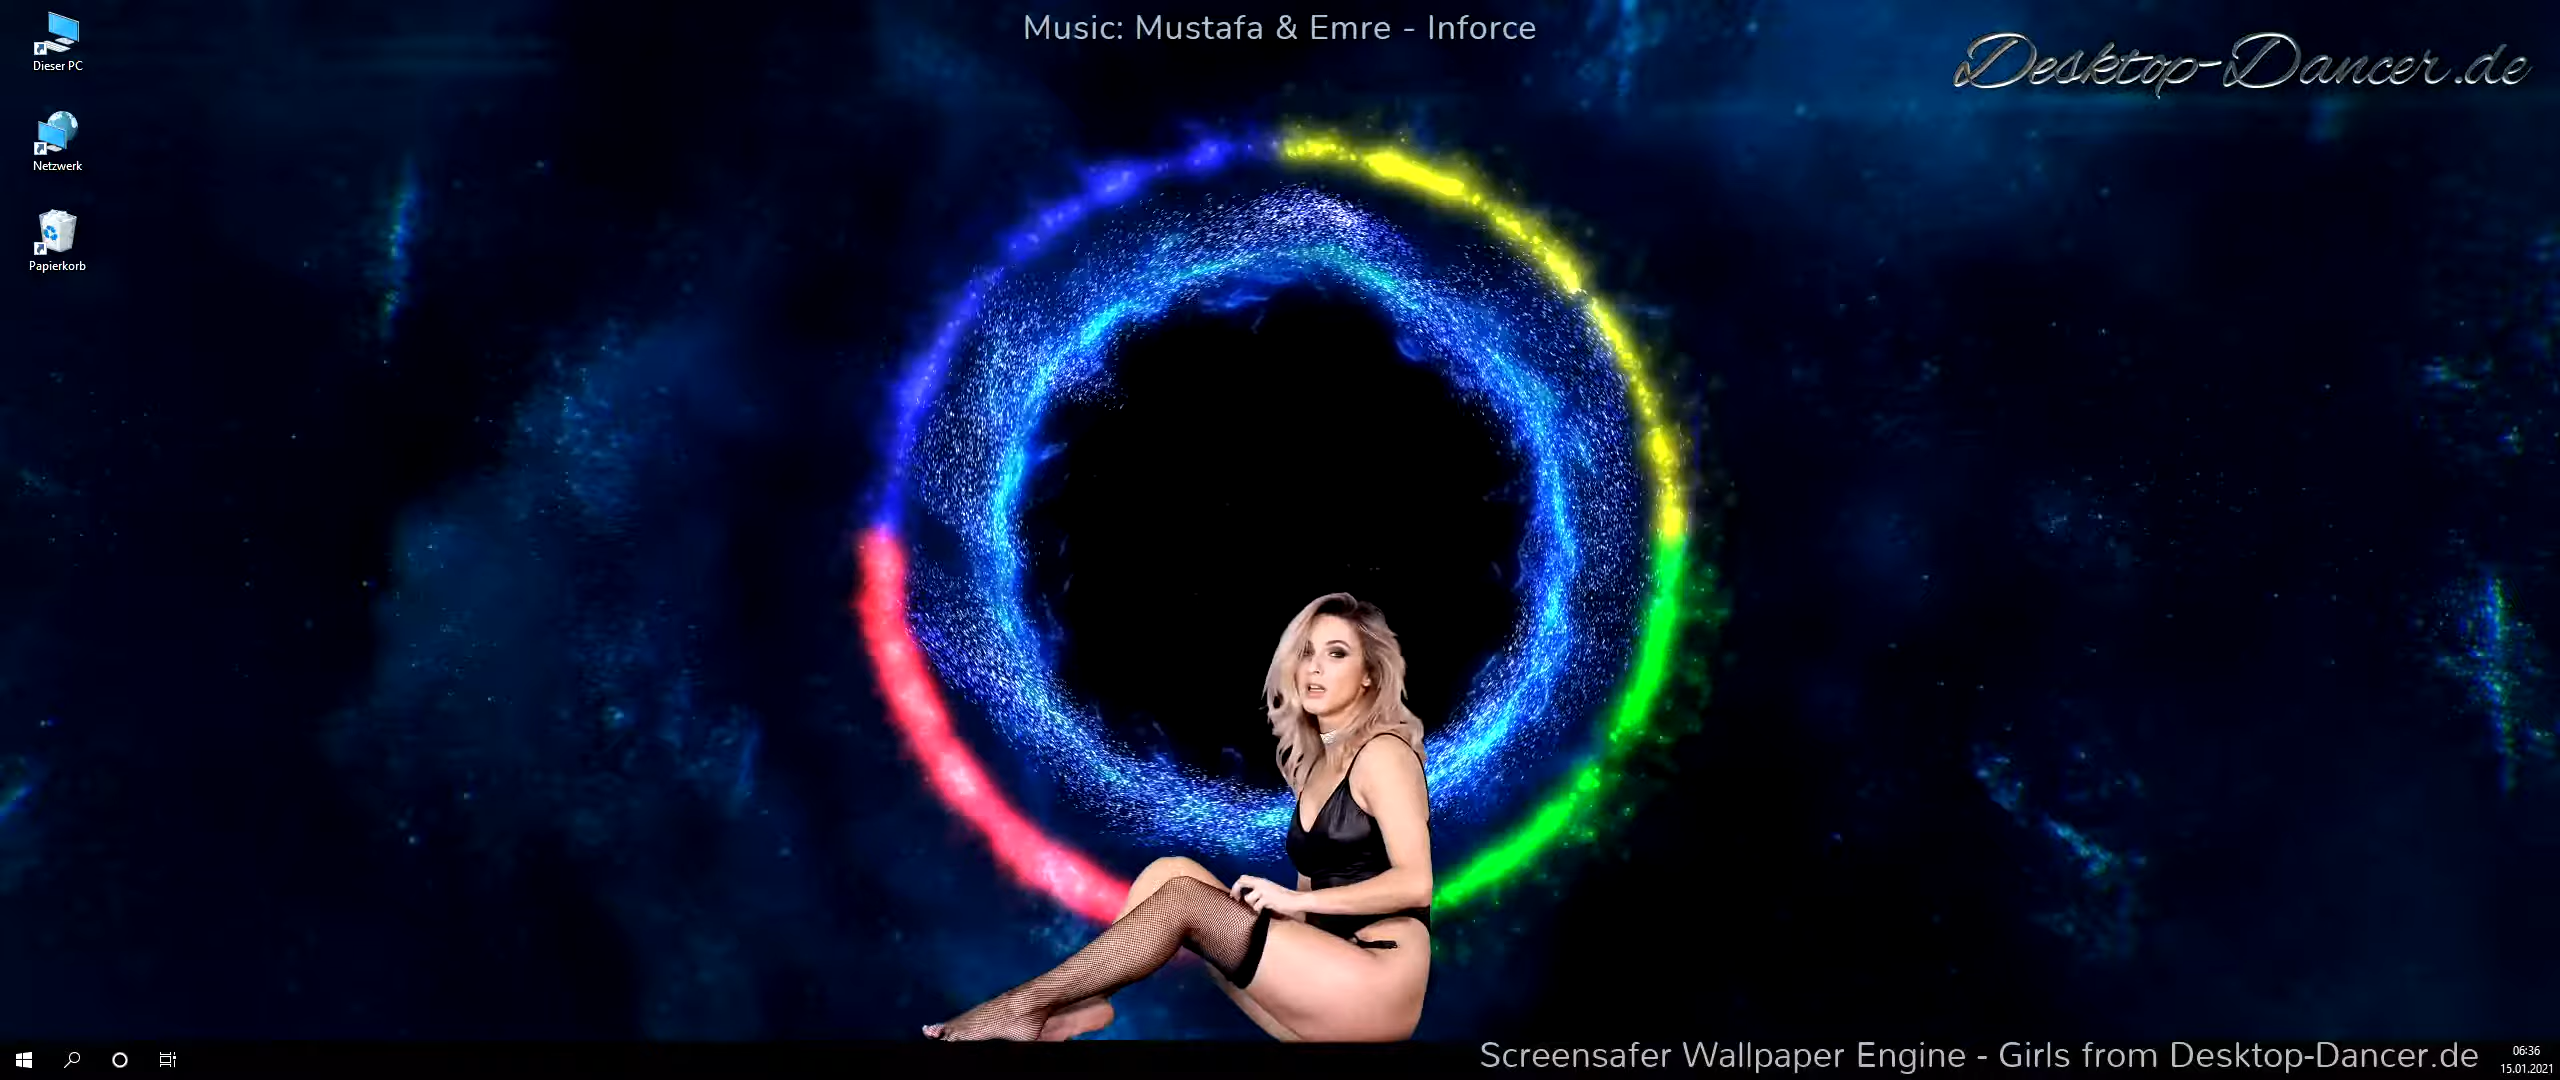 Music: Mustafa & Emre - Inforce
Desktop-Dancer.de
Dieser PC
Netzwerk
Papierkorb
Screensafer Wallpaper Engine - Girls from Desktop-Dancer.de
06:36
15.01.2021